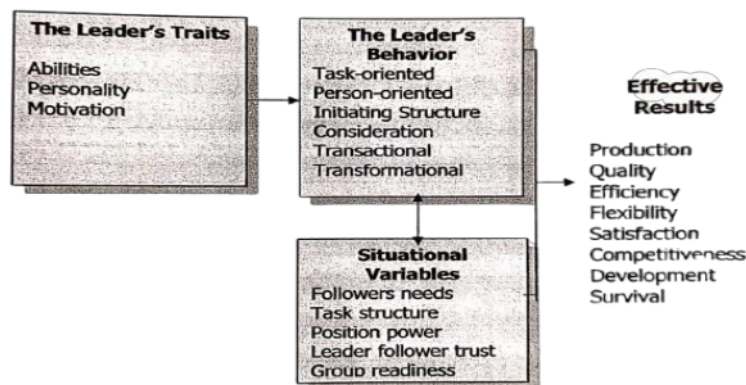 The Leader's Traits
Abilities
Personality
Motivation
The Leader's
Behavior
Task-oriented
Person-oriented
Initiating Structure
Consideration
Transactional
Transformational
Situational
Variables
Followers needs
Task structure
Position power
Leader follower trust
Group readiness
Effective
Results
Production
Quality
Efficiency
Flexibility
Satisfaction
Competitiveness
Development
Survival